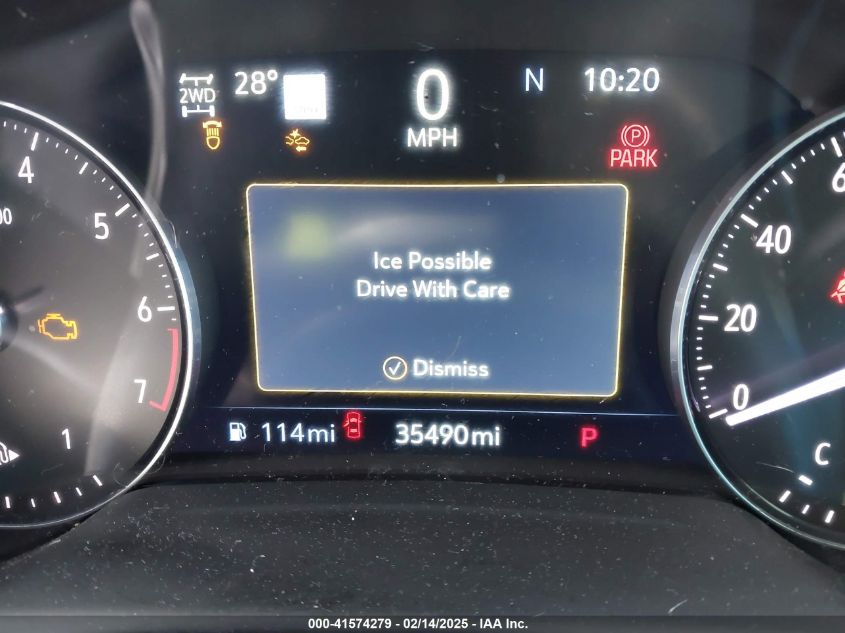 2WD 28° 0 N 10:20
MPH
PARK
Ice Possible
Drive With Care
Dismiss
114mi 35490mi P
4
5
6
7
1
40
20
0
C
000-41574279 - 02/14/2025 - IAA Inc.